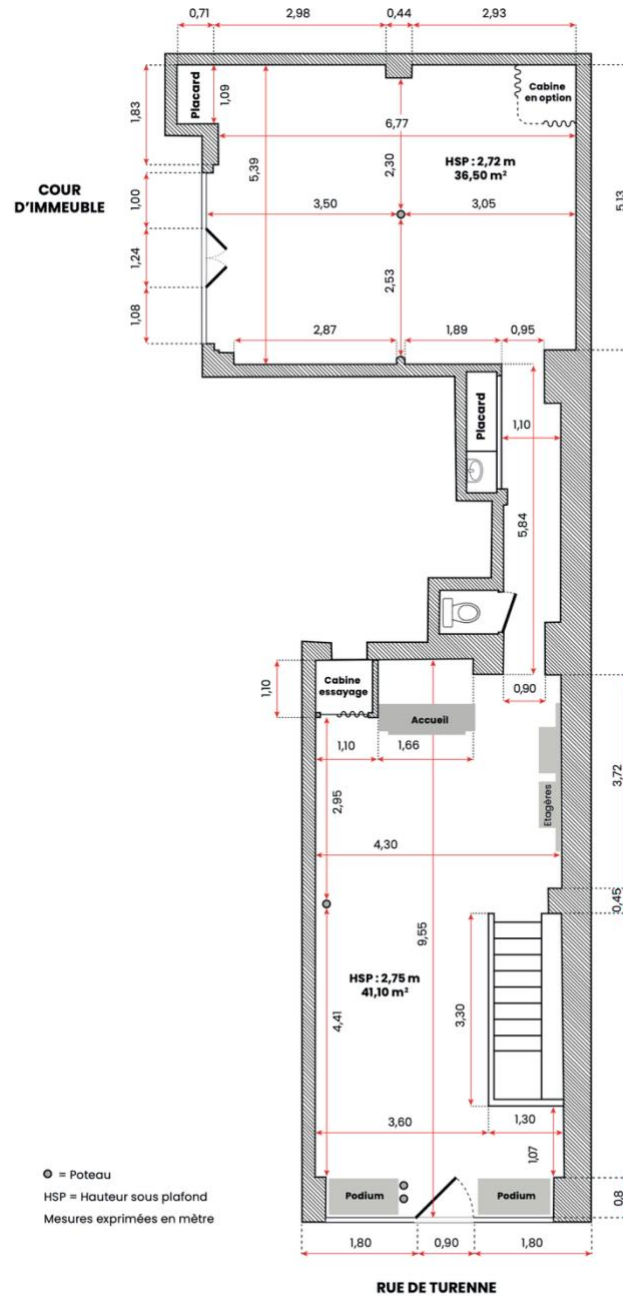 0,71
2,98
0,44
2,93
Placard
1,09
Cabine
en option
1,83
6,77
HSP : 2,72 m
36,50 m²
5,39
2,30
COUR
D'IMMEUBLE
1,00
3,50
3,05
5,13
1,24
2,53
1,08
2,87
1,89
0,95
Placard
1,10
5,84
Cabine
essayage
1,10
0,90
Accueil
1,10
1,66
3,72
2,95
Etagères
4,30
0,45
9,55
HSP : 2,75 m
41,10 m²
4,41
3,30
3,60
1,30
1,07
= Poteau
HSP = Hauteur sous plafond
Mesures exprimées en mètre
Podium
Podium
1,80
0,90
1,80
RUE DE TURENNE